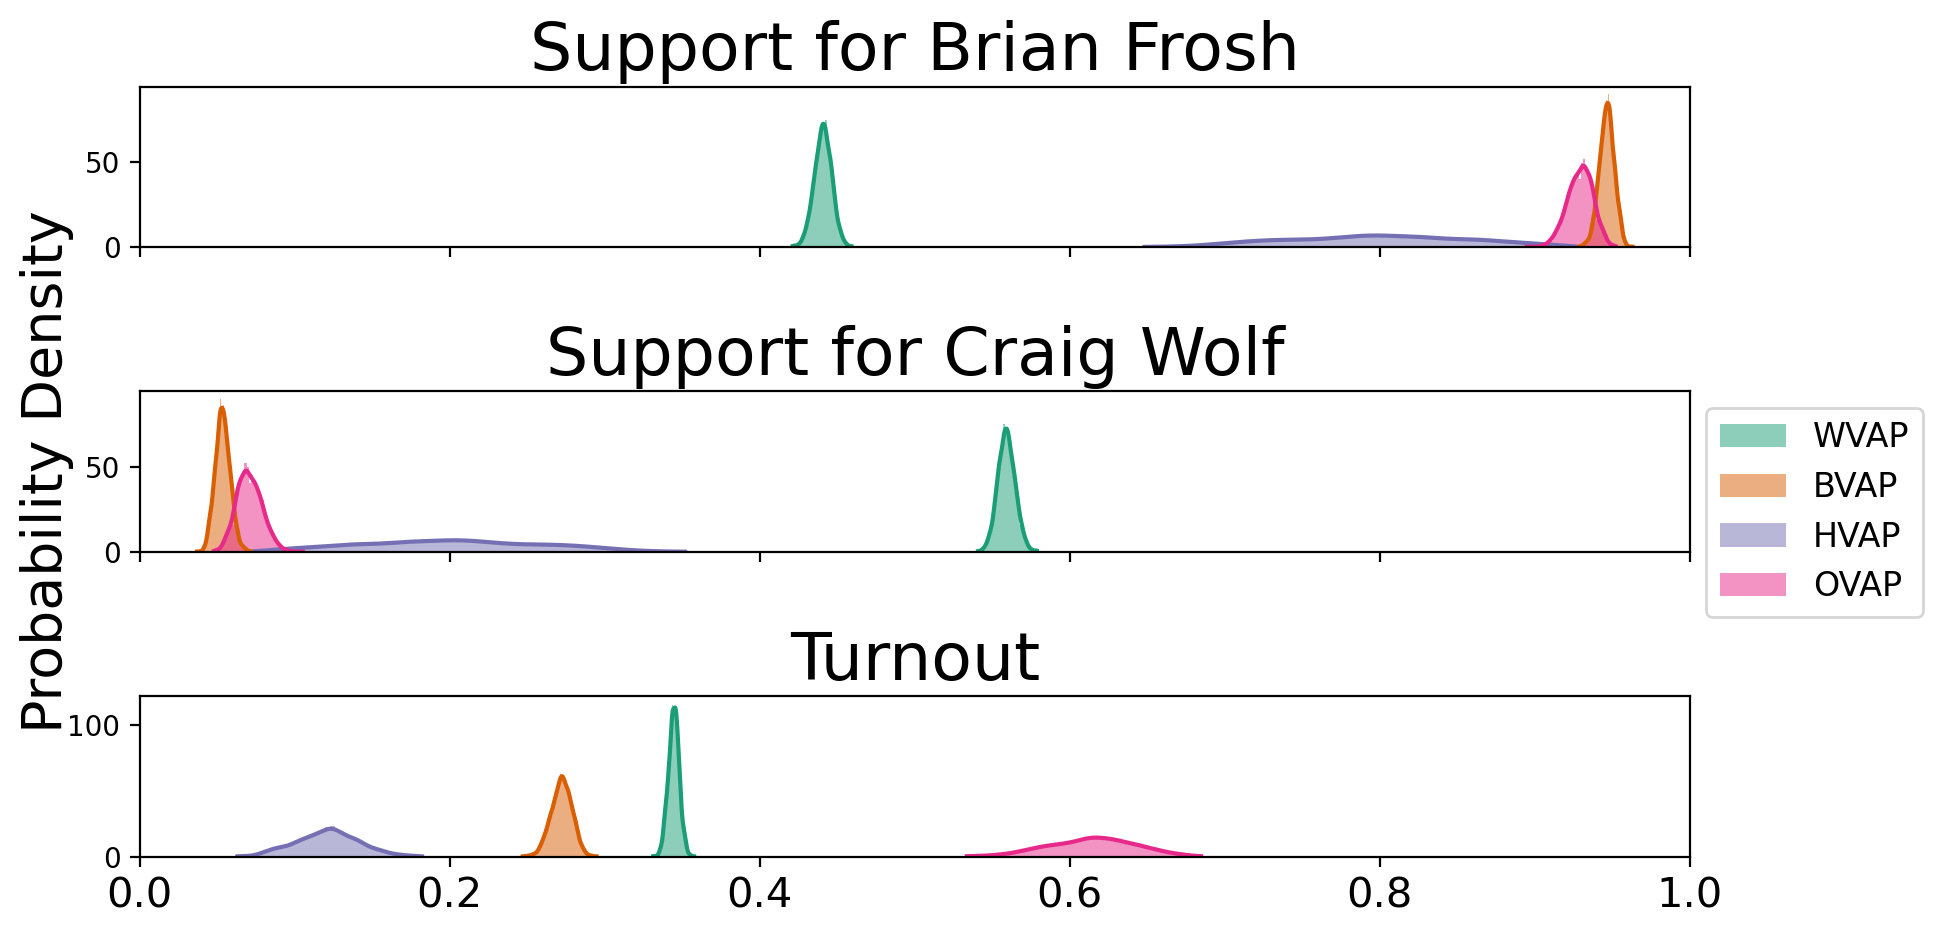 Support for Brian Frosh
50
0
Support for Craig Wolf
Probability Density
50
0
WVAP
BVAP
HVAP
OVAP
Turnout
100
0
0.0 0.2 0.4 0.6 0.8 1.0